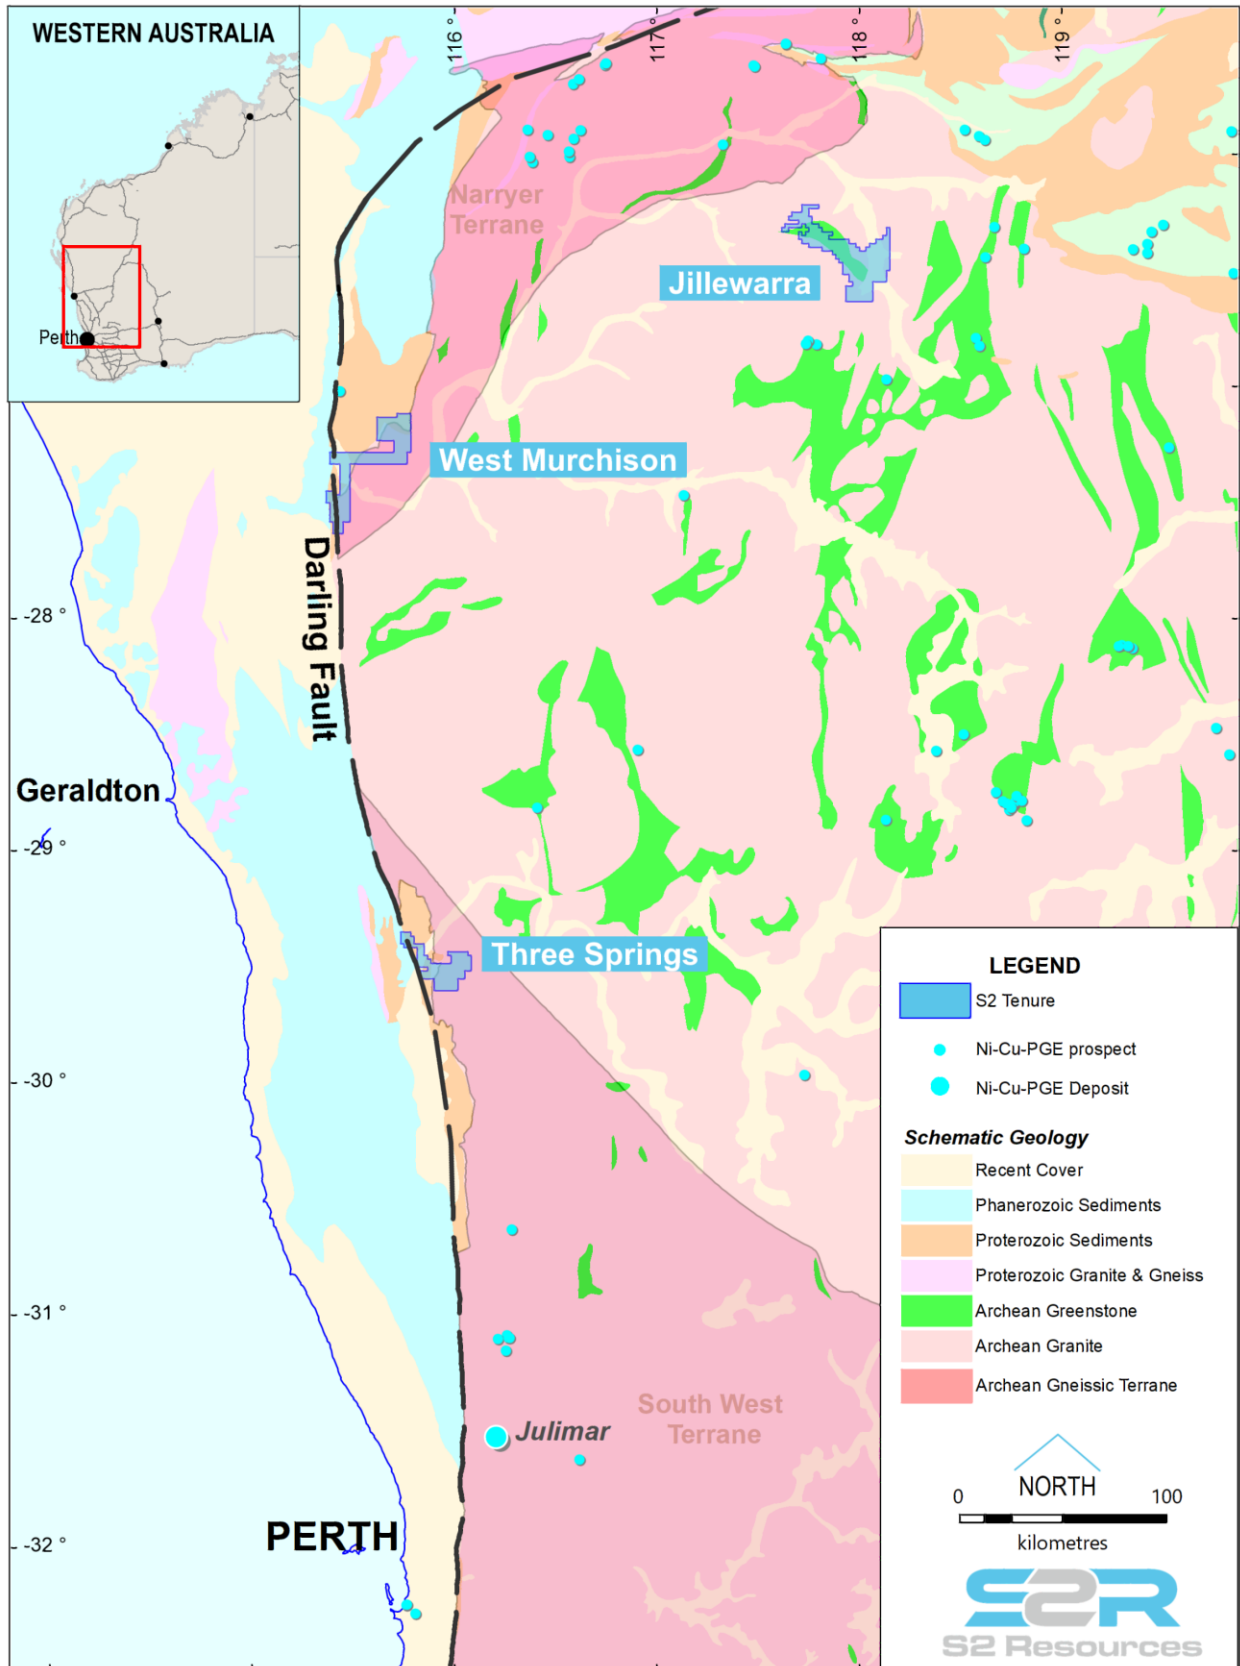 WESTERN AUSTRALIA
Perth
116 °
117 °
118 °
119 °
Narryer
Terrane
Jillewarra
West Murchison
Darling Fault
-28 °
Geraldton
-29 °
Three Springs
-30 °
-31 °
South West
Terrane
Julimar
PERTH
-32 °
LEGEND
S2 Tenure
Ni-Cu-PGE prospect
Ni-Cu-PGE Deposit
Schematic Geology
Recent Cover
Phanerozoic Sediments
Proterozoic Sediments
Proterozoic Granite & Gneiss
Archean Greenstone
Archean Granite
Archean Gneissic Terrane
NORTH
0 100
kilometres
S2R
S2 Resources